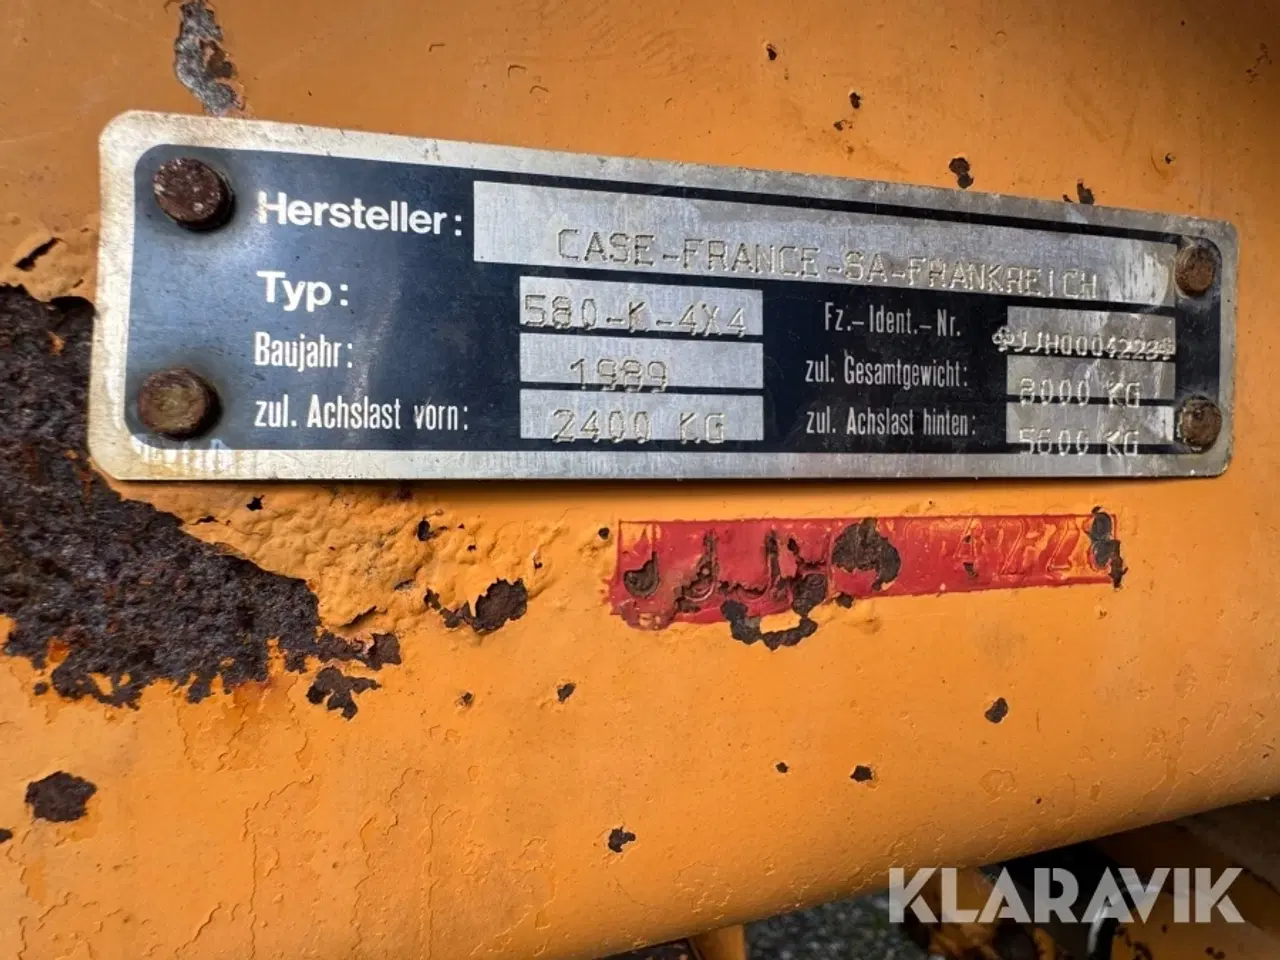 Hersteller: CASE-FRANCE-SA-FRANKREICH
Typ: 580-K-4X4 Fz.-Ident.-Nr. JJH0004223
Baujahr: 1989 zul. Gesamtgewicht: 8000 KG
zul. Achslast vorn: 2400 KG zul. Achslast hinten: 5600 KG
KLARAVIK